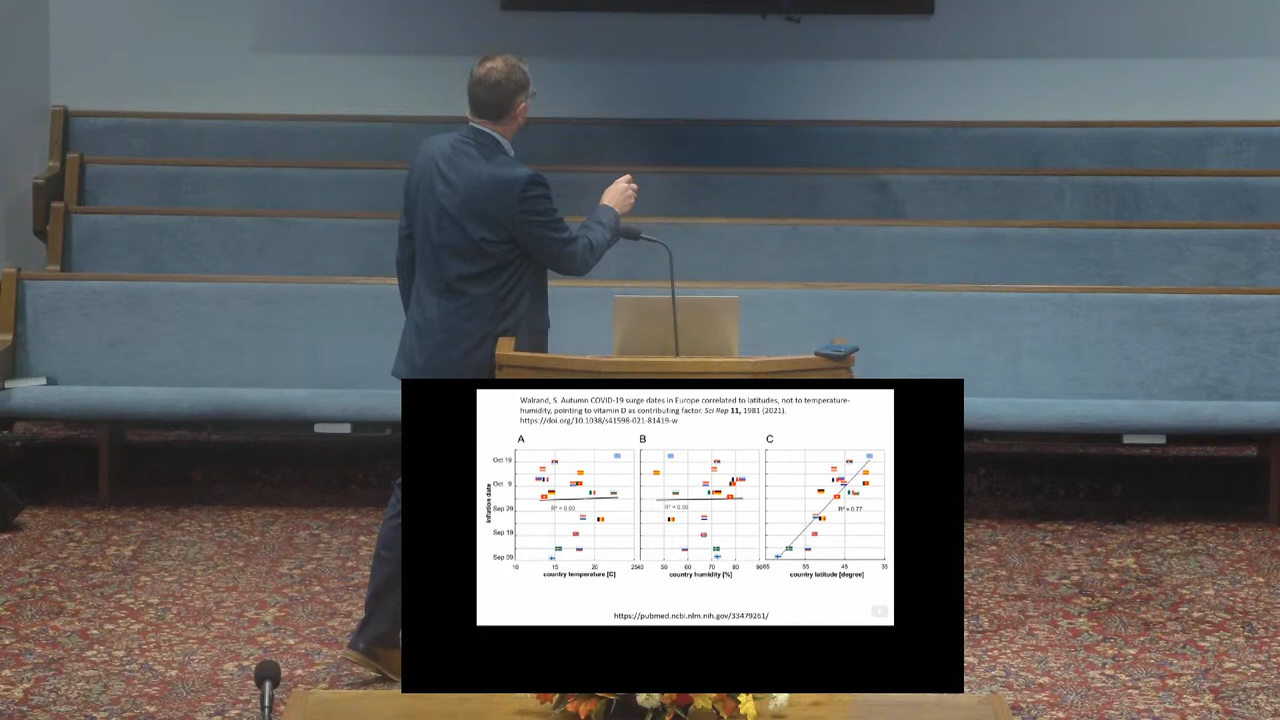 Walrand, S. Autumn COVID-19 surge dates in Europe correlated to latitudes, not to temperature-
humidity, pointing to vitamin D as contributing factor. Sci Rep 11, 1981 (2021).
https://doi.org/10.1038/s41598-021-81419-w
A
B
C
Oct 19
Oct 9
Sep 29
Sep 19
Sep 09
inflation date
R² = 0.00
R² = 0.00
R² = 0.77
10 15 20 25
40 50 60 70 80 90
65 55 45 35
country temperature [C]
country humidity [%]
country latitude [degree]
https://pubmed.ncbi.nlm.nih.gov/33479261/